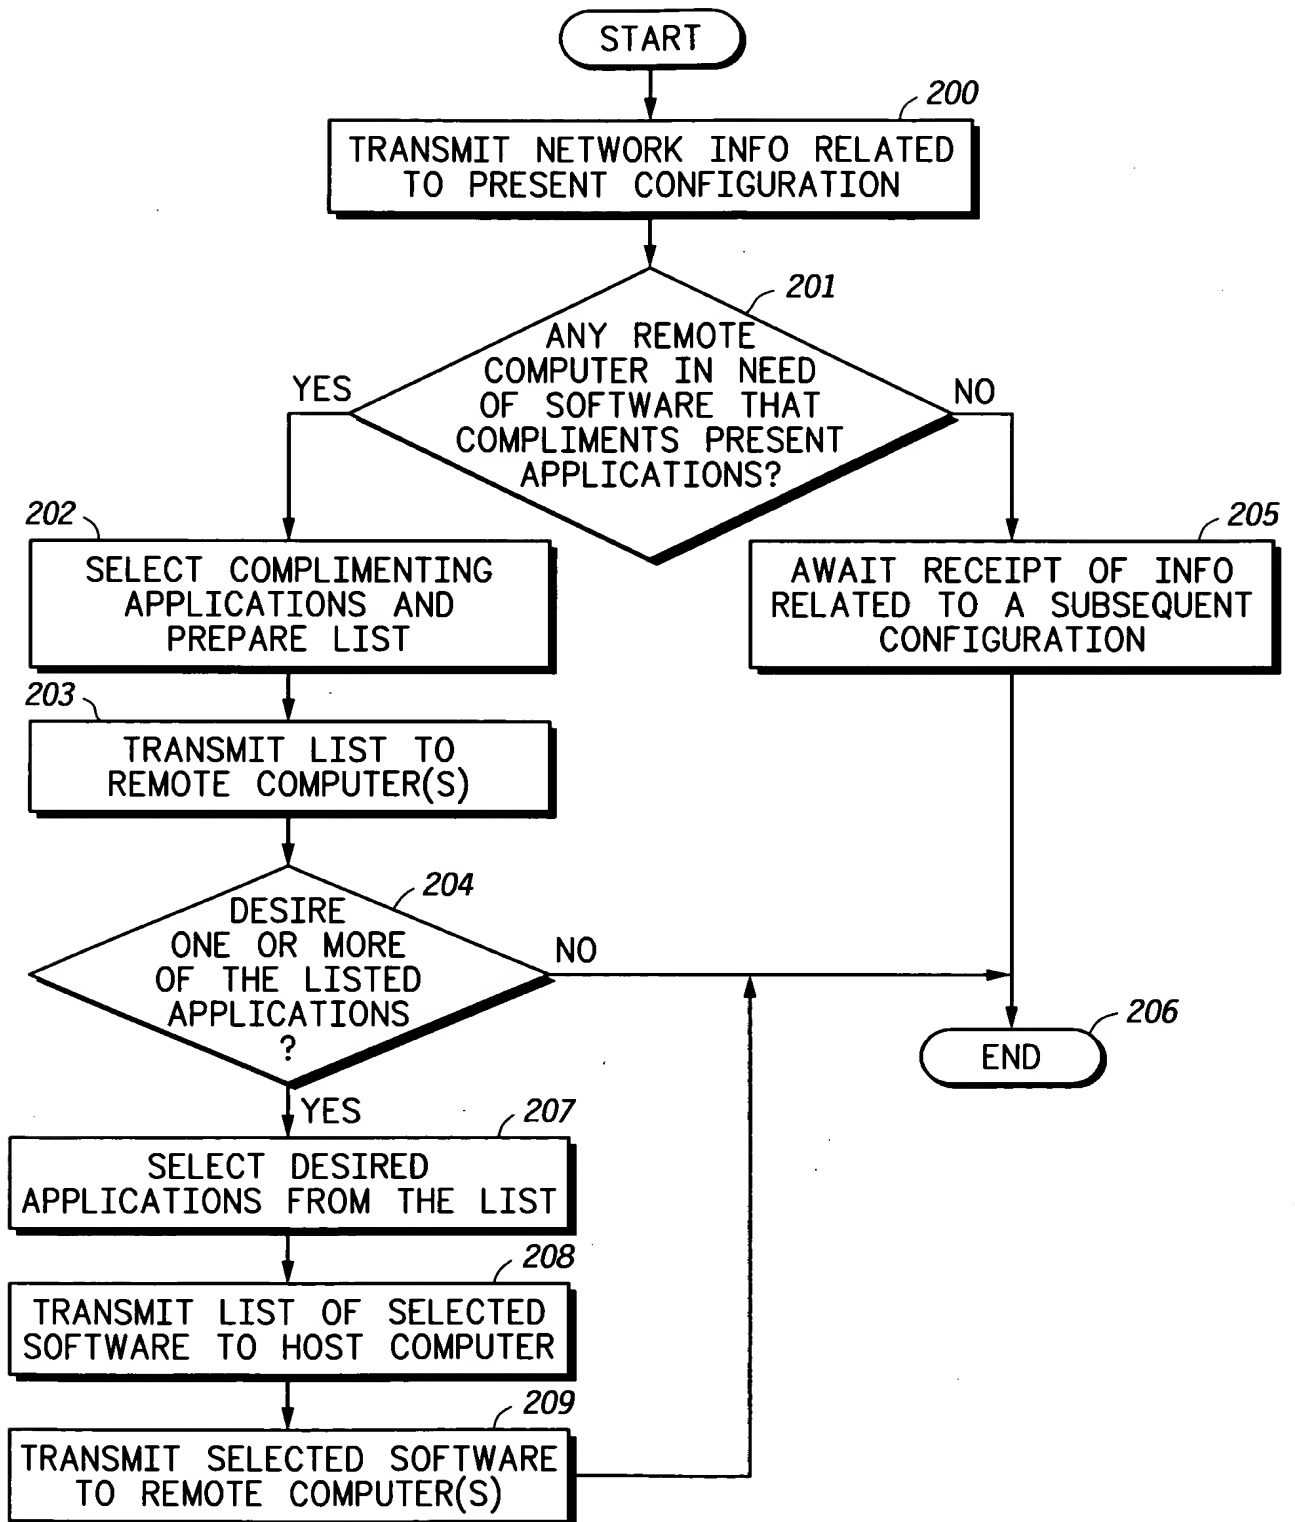 START
200
TRANSMIT NETWORK INFO RELATED
TO PRESENT CONFIGURATION
201
ANY REMOTE
COMPUTER IN NEED
OF SOFTWARE THAT
COMPLIMENTS PRESENT
APPLICATIONS?
YES
NO
202
SELECT COMPLIMENTING
APPLICATIONS AND
PREPARE LIST
205
AWAIT RECEIPT OF INFO
RELATED TO A SUBSEQUENT
CONFIGURATION
203
TRANSMIT LIST TO
REMOTE COMPUTER(S)
204
DESIRE
ONE OR MORE
OF THE LISTED
APPLICATIONS
?
NO
206
END
YES
207
SELECT DESIRED
APPLICATIONS FROM THE LIST
208
TRANSMIT LIST OF SELECTED
SOFTWARE TO HOST COMPUTER
209
TRANSMIT SELECTED SOFTWARE
TO REMOTE COMPUTER(S)